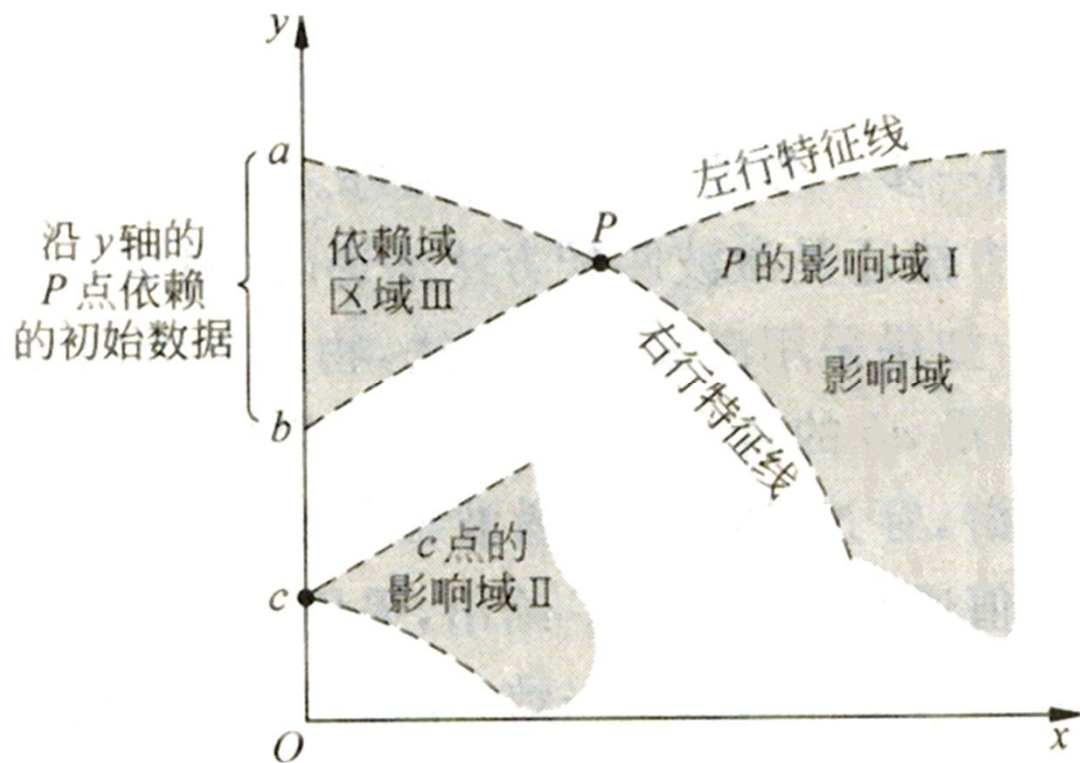 y
a
左行特征线
沿 y 轴的
P 点依赖
的初始数据
依赖域
区域Ⅲ
P
P 的影响域 Ⅰ
影响域
右行特征线
b
c 点的
影响域 Ⅱ
c
O
x